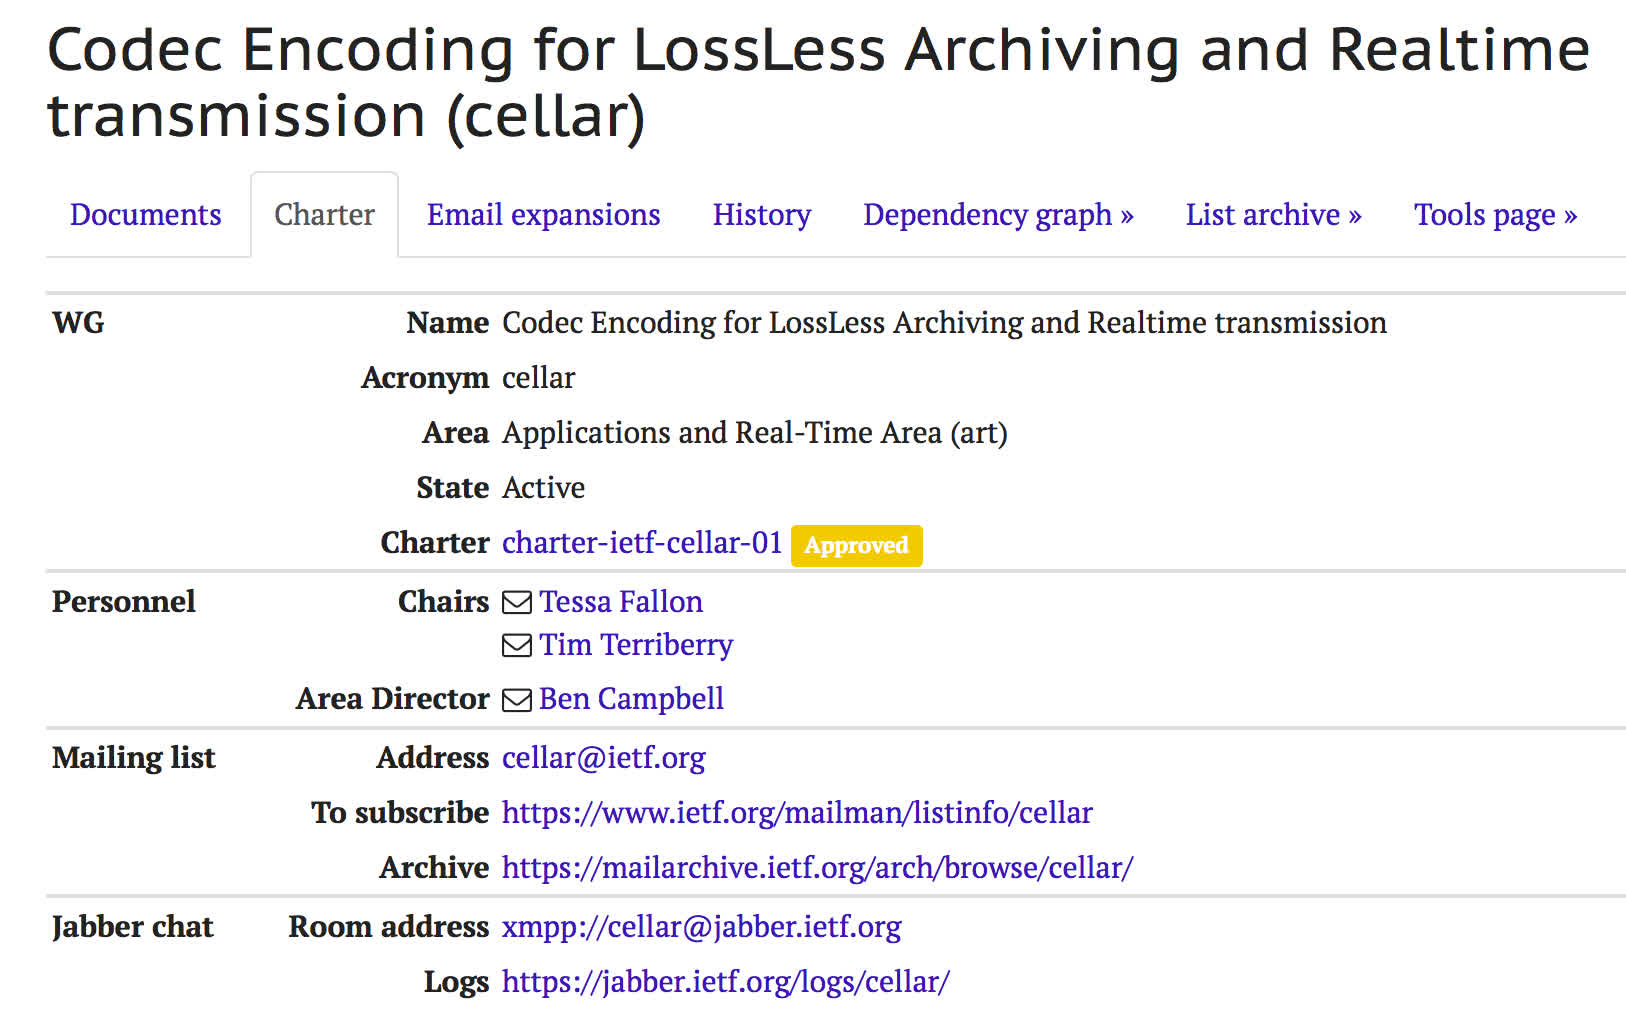 Codec Encoding for LossLess Archiving and Realtime
transmission (cellar)
Documents Charter Email expansions History Dependency graph » List archive » Tools page »
WG Name Codec Encoding for LossLess Archiving and Realtime transmission
Acronym cellar
Area Applications and Real-Time Area (art)
State Active
Charter charter-ietf-cellar-01 Approved
Personnel Chairs Tessa Fallon
Tim Terriberry
Area Director Ben Campbell
Mailing list Address cellar@ietf.org
To subscribe https://www.ietf.org/mailman/listinfo/cellar
Archive https://mailarchive.ietf.org/arch/browse/cellar/
Jabber chat Room address xmpp://cellar@jabber.ietf.org
Logs https://jabber.ietf.org/logs/cellar/